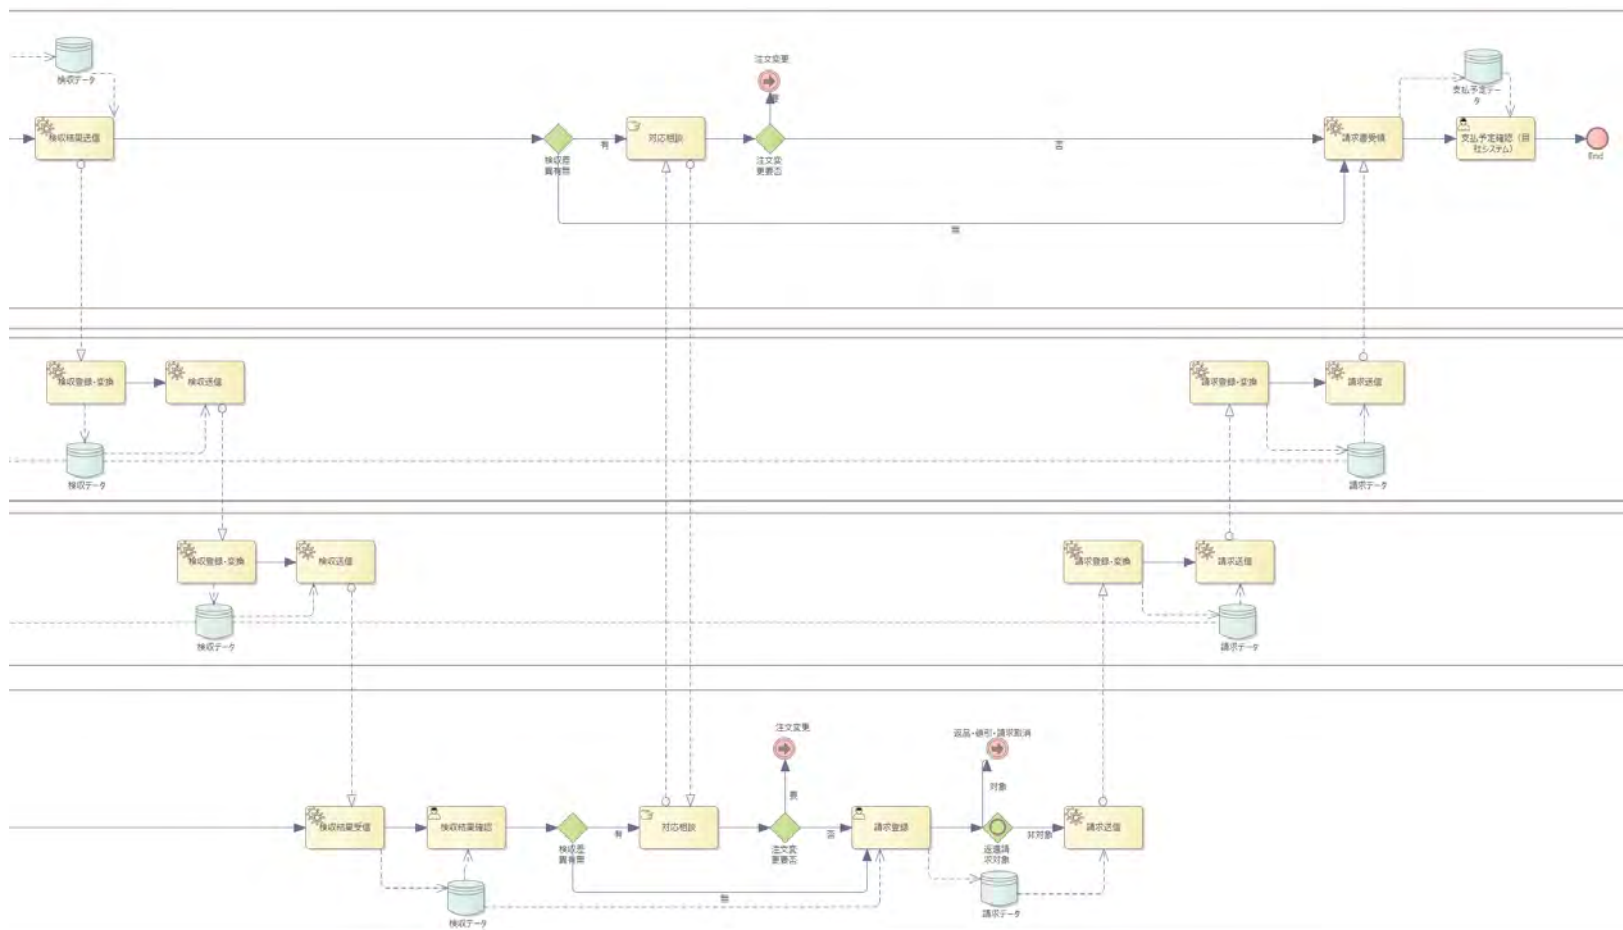 検収データ
検収結果送信
検収差
異有無
有
対応相談
注文変更
要
注文変
更要否
否
無
請求書受領
支払予定デー
タ
支払予定確認（自
社システム）
End
検収登録・変換
検収送信
検収データ
請求登録・変換
請求送信
請求データ
検収登録・変換
検収送信
検収データ
請求登録・変換
請求送信
請求データ
検収結果受信
検収結果確認
検収データ
検収差
異有無
有
無
対応相談
注文変更
要
注文変
更要否
否
請求登録
返品・値引・請求取消
対象
返還請
求対象
非対象
請求データ
請求送信